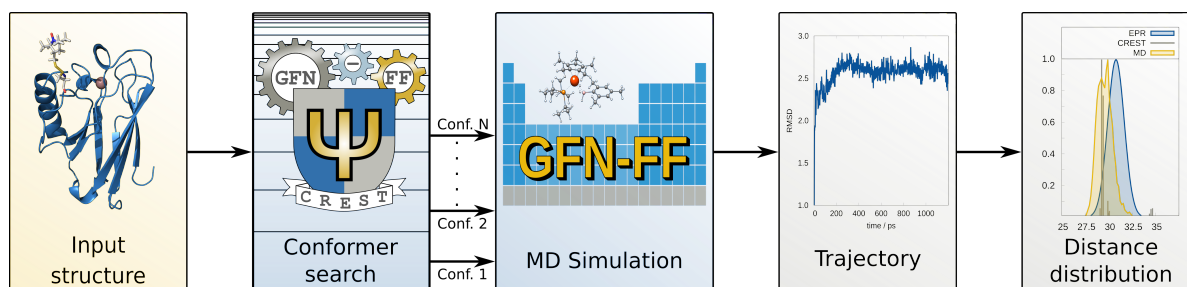 Input
structure
GFN
–
FF
Ψ
CREST
Conformer
search
Conf. N
Conf. 2
Conf. 1
GFN-FF
MD Simulation
RMSD
3.0
2.5
2.0
1.5
1.0
0 200 400 600 800 1000
time / ps
Trajectory
EPR
CREST
MD
1.0
0.8
0.6
0.4
0.2
25 27.5 30 32.5 35
Distance
distribution